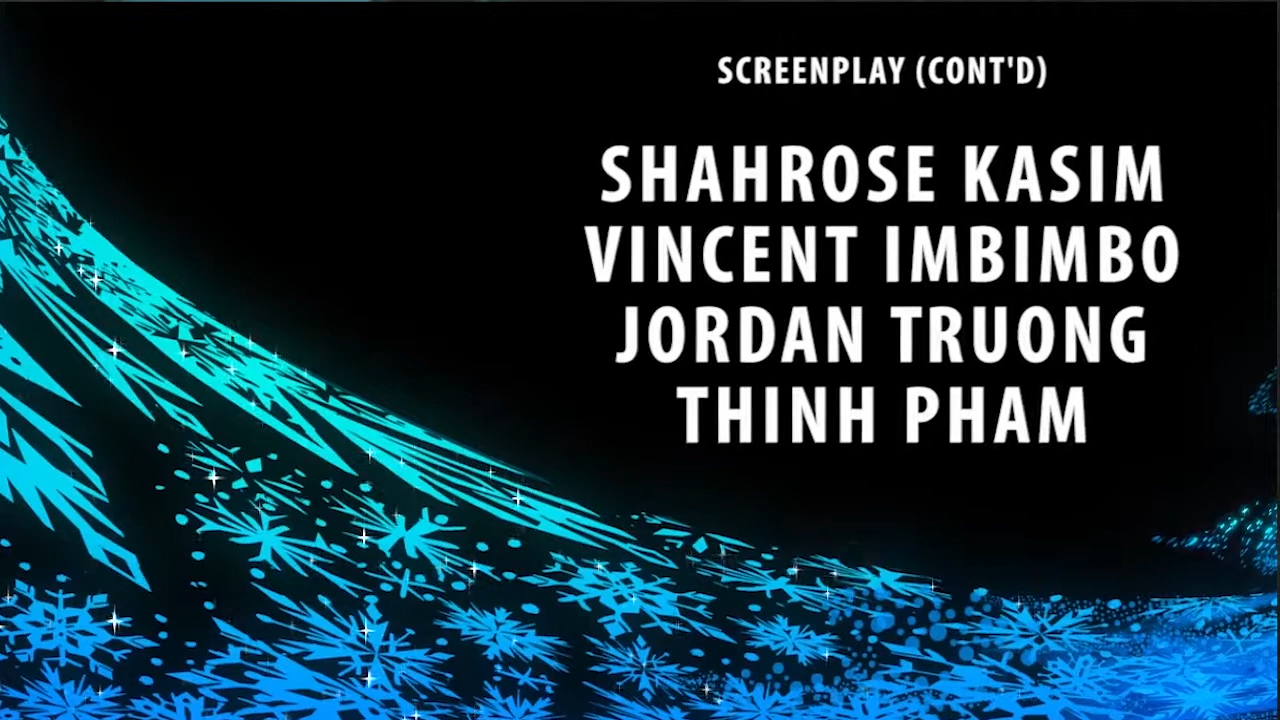 SCREENPLAY (CONT'D)
SHAHROSE KASIM
VINCENT IMBIMBO
JORDAN TRUONG
THINH PHAM